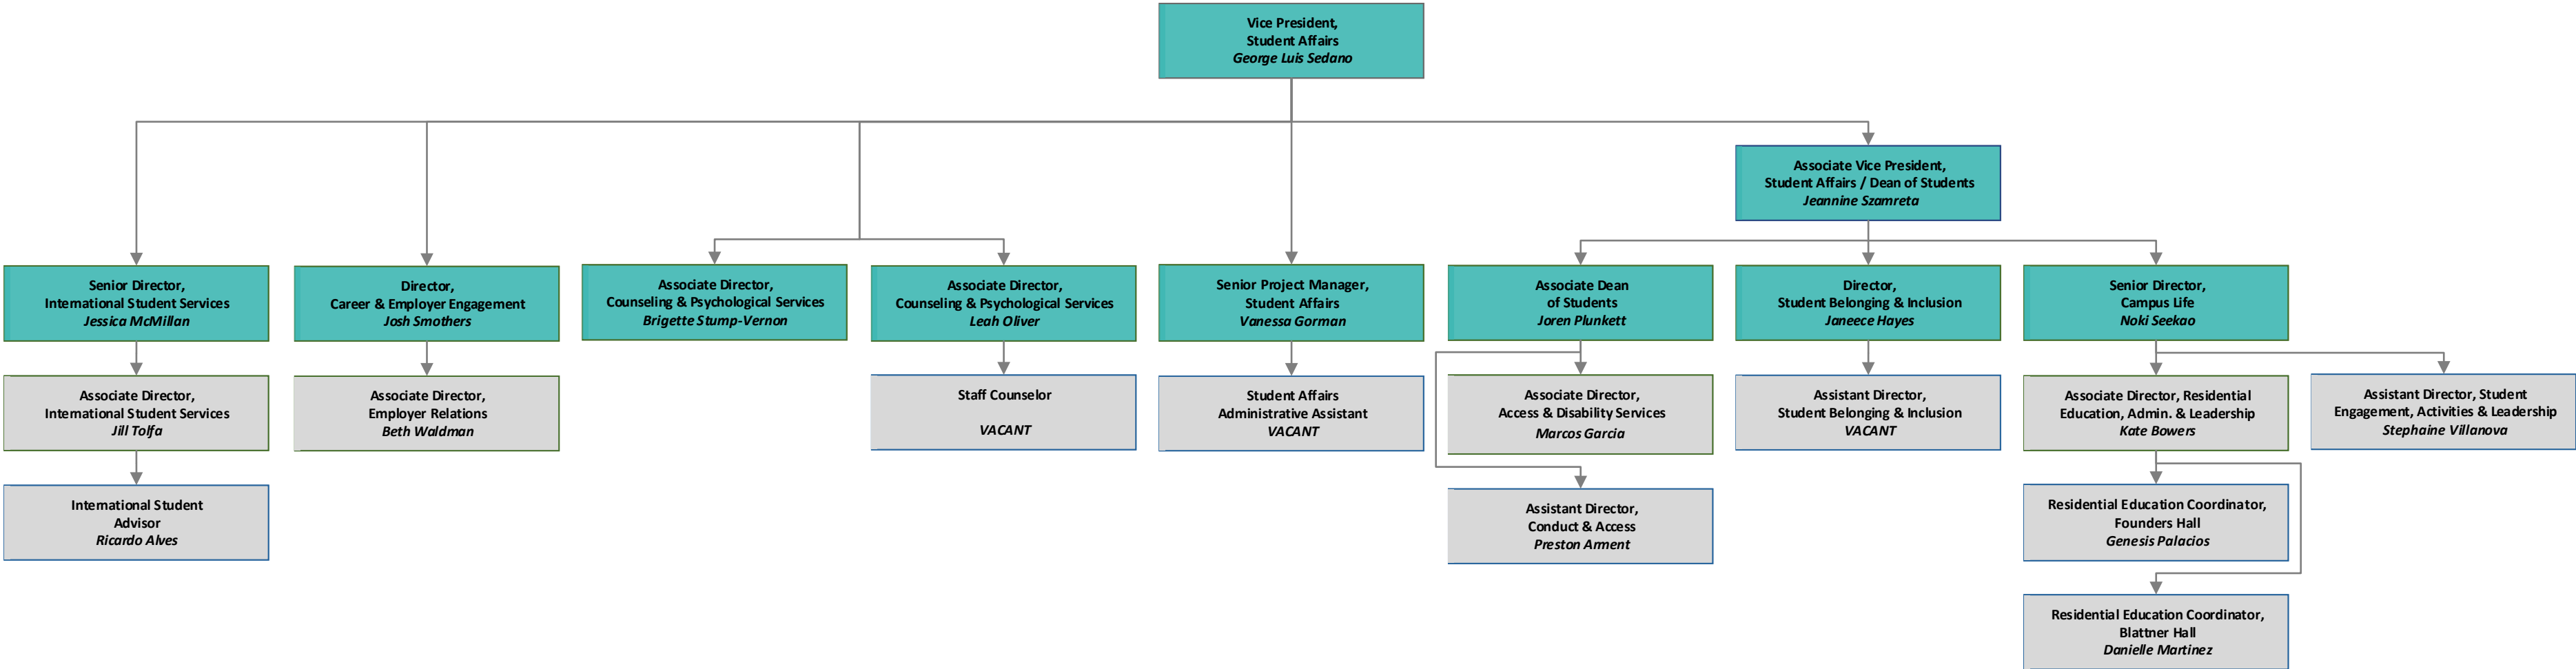 Vice President,
Student Affairs
George Luis Sedano
Associate Vice President,
Student Affairs / Dean of Students
Jeannine Szamreta
Senior Director,
International Student Services
Jessica McMillan
Director,
Career & Employer Engagement
Josh Smothers
Associate Director,
Counseling & Psychological Services
Brigette Stump-Vernon
Associate Director,
Counseling & Psychological Services
Leah Oliver
Senior Project Manager,
Student Affairs
Vanessa Gorman
Associate Dean
of Students
Joren Plunkett
Director,
Student Belonging & Inclusion
Janeece Hayes
Senior Director,
Campus Life
Noki Seekao
Associate Director,
International Student Services
Jill Tolfa
Associate Director,
Employer Relations
Beth Waldman
Staff Counselor
VACANT
Student Affairs
Administrative Assistant
VACANT
Associate Director,
Access & Disability Services
Marcos Garcia
Assistant Director,
Student Belonging & Inclusion
VACANT
Associate Director, Residential
Education, Admin. & Leadership
Kate Bowers
Assistant Director, Student
Engagement, Activities & Leadership
Stephaine Villanova
International Student
Advisor
Ricardo Alves
Assistant Director,
Conduct & Access
Preston Arment
Residential Education Coordinator,
Founders Hall
Genesis Palacios
Residential Education Coordinator,
Blattner Hall
Danielle Martinez